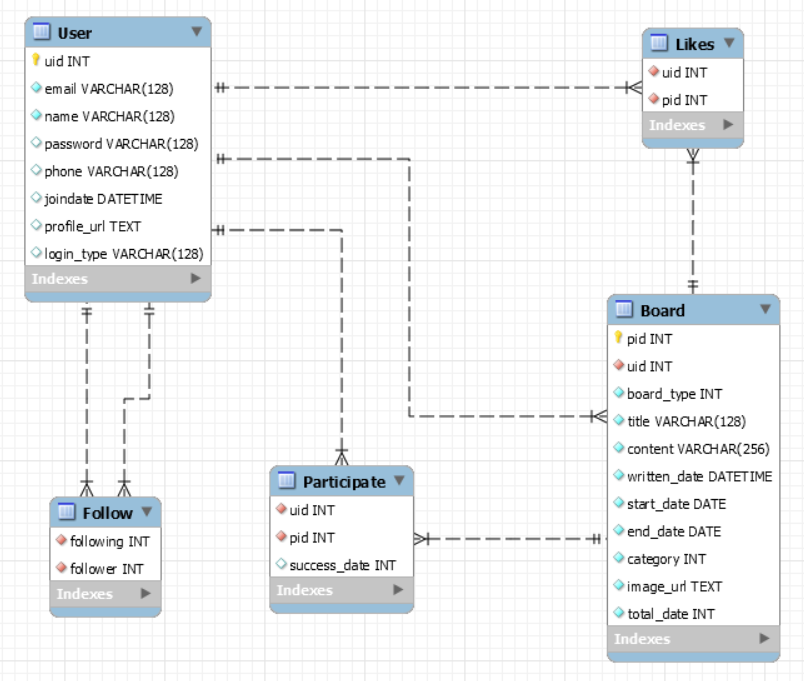 User
uid INT
email VARCHAR(128)
name VARCHAR(128)
password VARCHAR(128)
phone VARCHAR(128)
joindate DATETIME
profile_url TEXT
login_type VARCHAR(128)
Indexes
Likes
uid INT
pid INT
Indexes
Board
pid INT
uid INT
board_type INT
title VARCHAR(128)
content VARCHAR(256)
written_date DATETIME
start_date DATE
end_date DATE
category INT
image_url TEXT
total_date INT
Indexes
Participate
uid INT
pid INT
success_date INT
Indexes
Follow
following INT
follower INT
Indexes